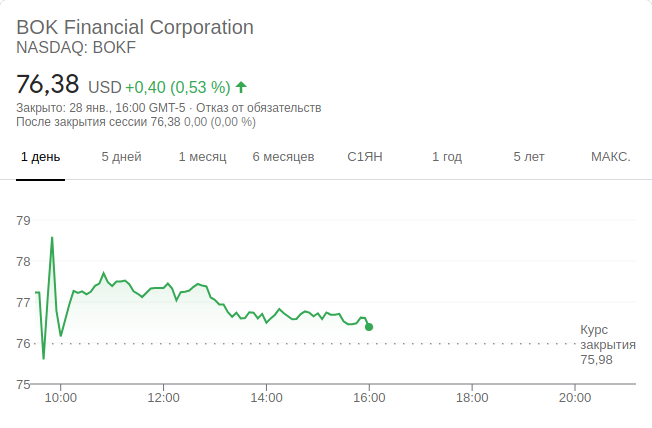 BOK Financial Corporation
NASDAQ: BOKF
76,38 USD +0,40 (0,53 %)
Закрыто: 28 янв., 16:00 GMT-5 · Отказ от обязательств
После закрытия сессии 76,38 0,00 (0,00 %)
1 день 5 дней 1 месяц 6 месяцев С1ЯН 1 год 5 лет МАКС.
79
78
77
76
Курс
закрытия
75,98
75
10:00 12:00 14:00 16:00 18:00 20:00